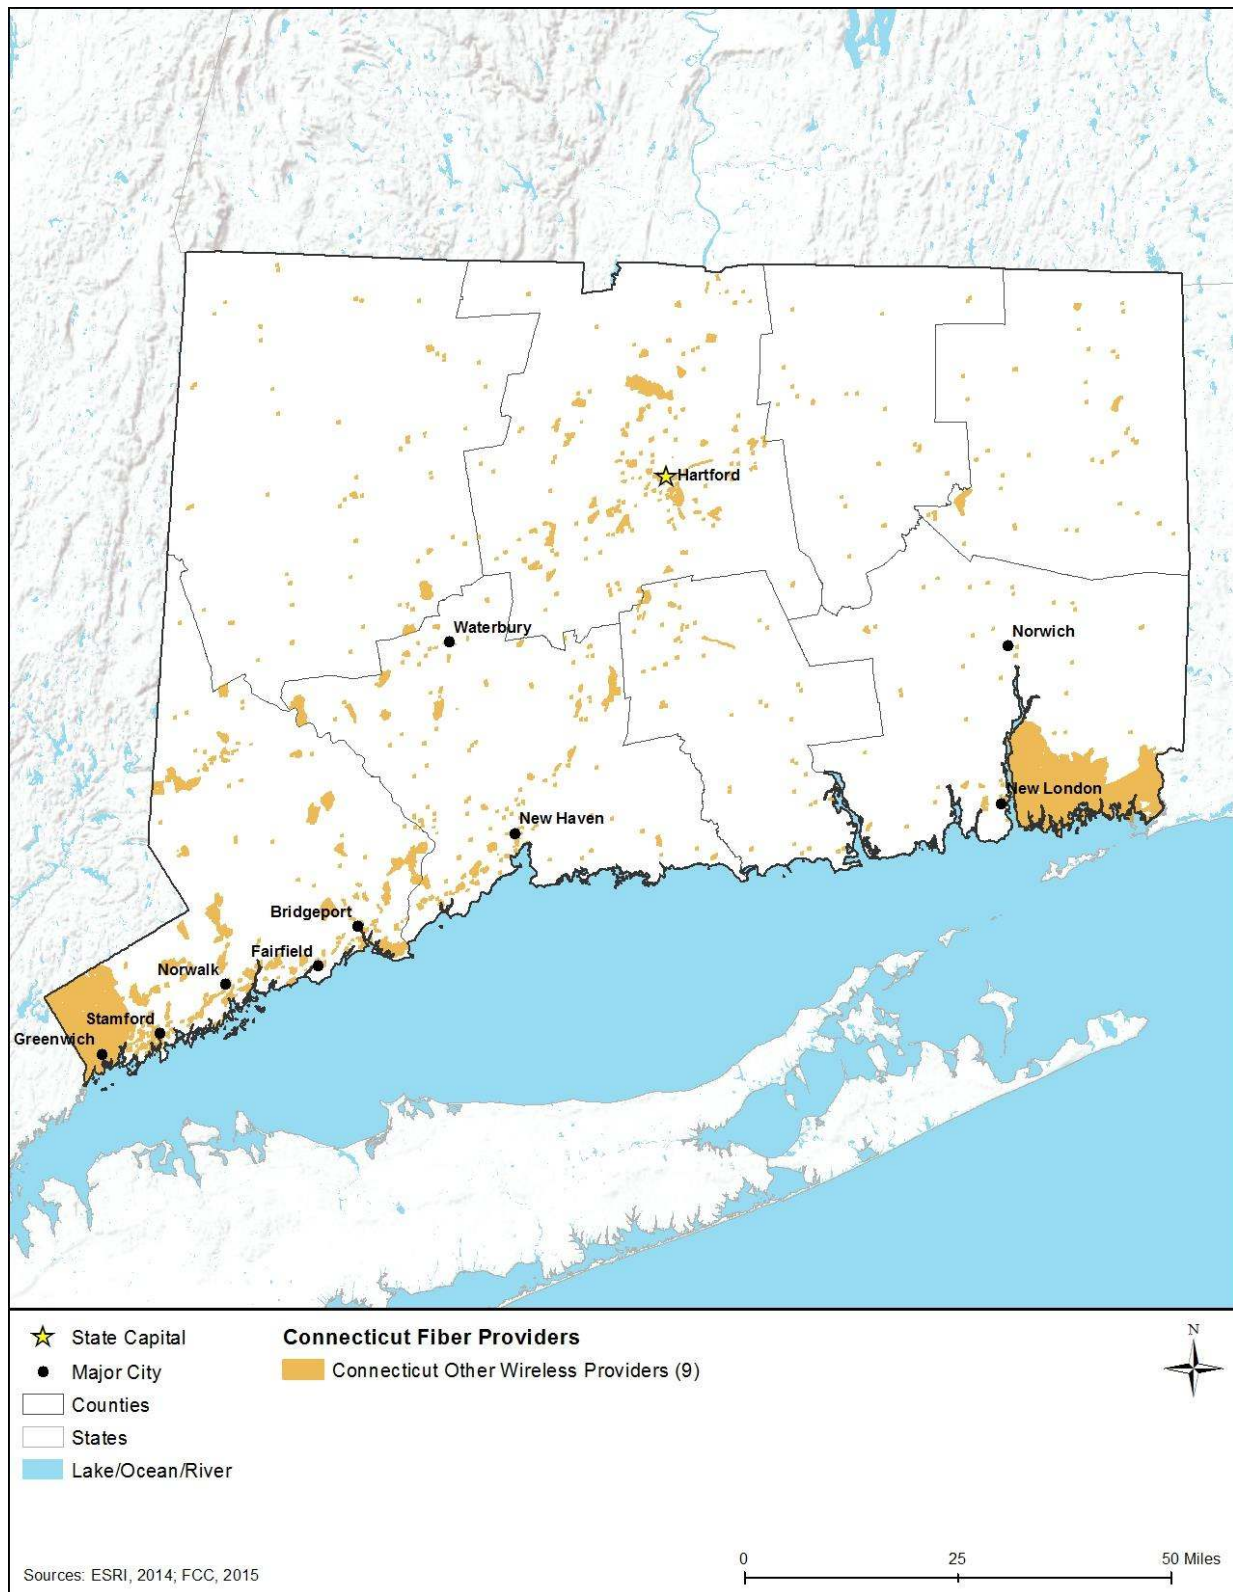 Hartford
Waterbury
Norwich
New London
New Haven
Bridgeport
Fairfield
Norwalk
Stamford
Greenwich
State Capital
Major City
Counties
States
Lake/Ocean/River
Connecticut Fiber Providers
Connecticut Other Wireless Providers (9)
N
Sources: ESRI, 2014; FCC, 2015
0 25 50 Miles